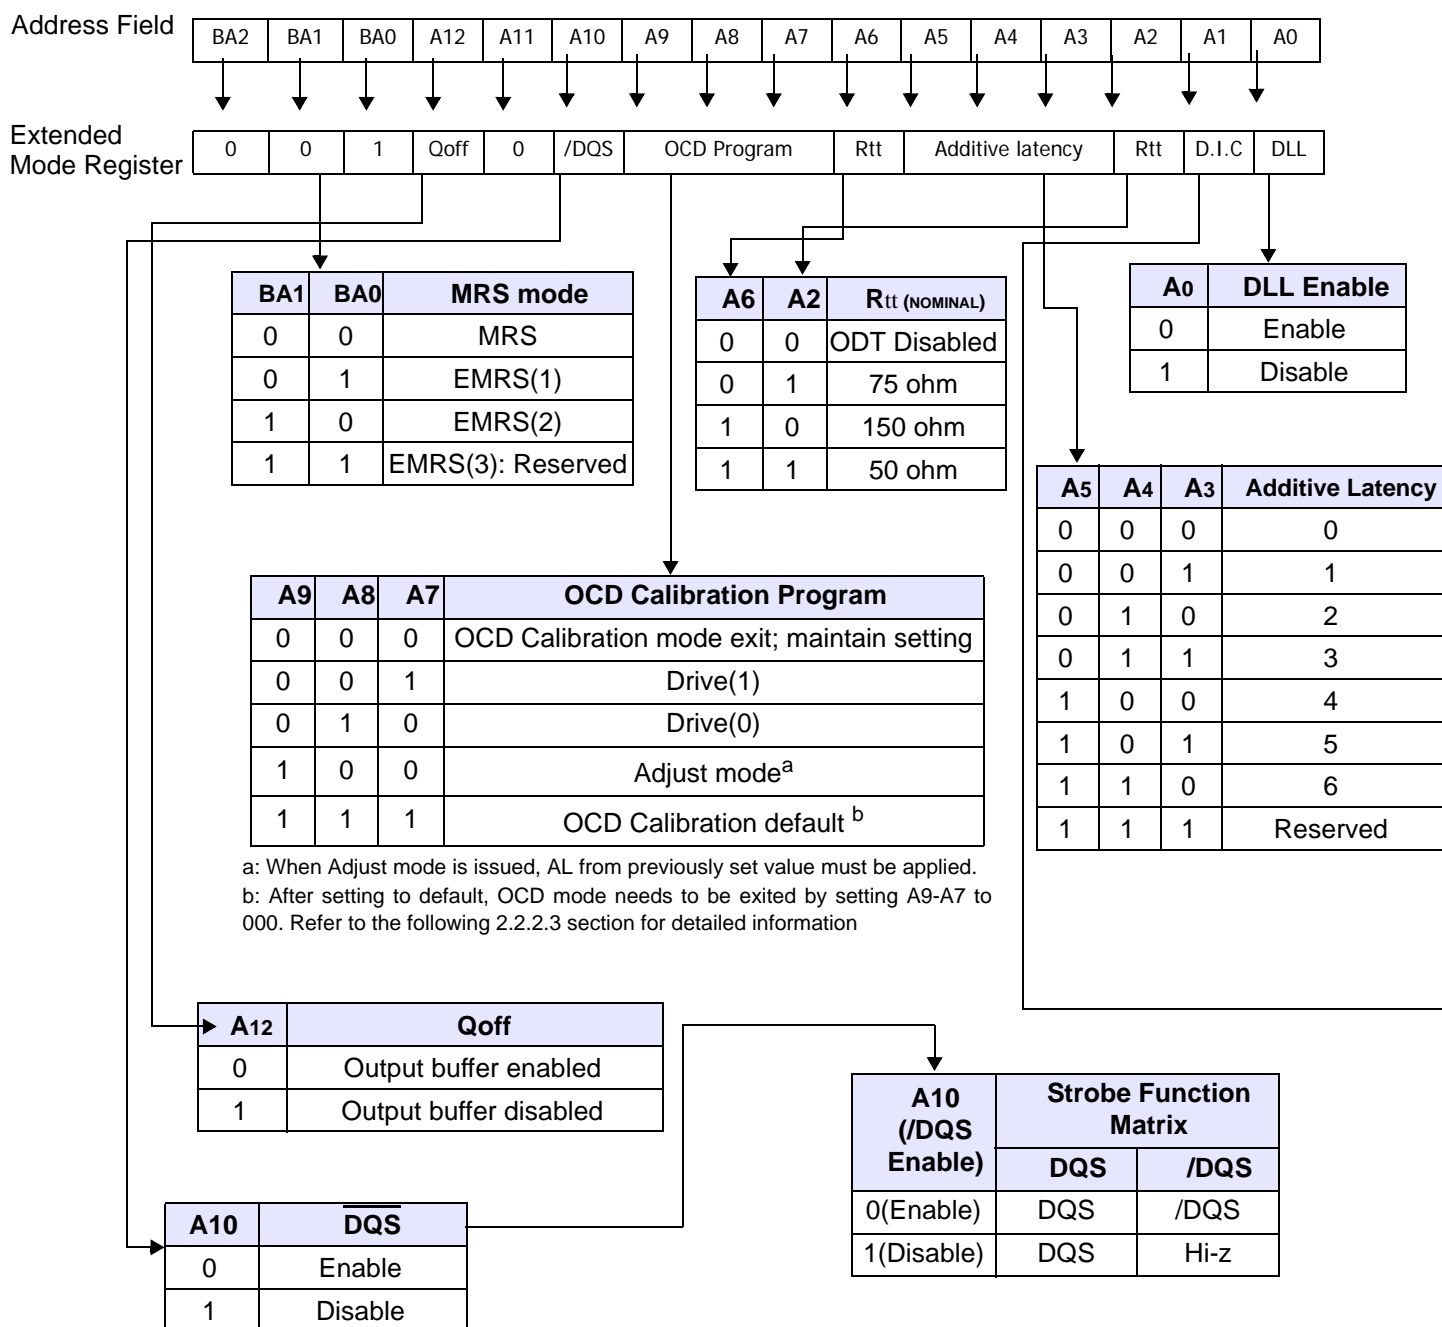 Address Field
BA2 BA1 BA0 A12 A11 A10 A9 A8 A7 A6 A5 A4 A3 A2 A1 A0
Extended
Mode Register
0 0 1 Qoff 0 /DQS OCD Program Rtt Additive latency Rtt D.I.C DLL
BA1 BA0 MRS mode
0 0 MRS
0 1 EMRS(1)
1 0 EMRS(2)
1 1 EMRS(3): Reserved
A6 A2 Rtt (NOMINAL)
0 0 ODT Disabled
0 1 75 ohm
1 0 150 ohm
1 1 50 ohm
A0 DLL Enable
0 Enable
1 Disable
A5 A4 A3 Additive Latency
0 0 0 0
0 0 1 1
0 1 0 2
0 1 1 3
1 0 0 4
1 0 1 5
1 1 0 6
1 1 1 Reserved
A9 A8 A7 OCD Calibration Program
0 0 0 OCD Calibration mode exit; maintain setting
0 0 1 Drive(1)
0 1 0 Drive(0)
1 0 0 Adjust mode a
1 1 1 OCD Calibration default b
a: When Adjust mode is issued, AL from previously set value must be applied.
b: After setting to default, OCD mode needs to be exited by setting A9-A7 to
000. Refer to the following 2.2.2.3 section for detailed information
A12 Qoff
0 Output buffer enabled
1 Output buffer disabled
A10
(/DQS
Enable)
Strobe Function
Matrix
DQS /DQS
0(Enable) DQS /DQS
1(Disable) DQS Hi-z
A10 DQS
0 Enable
1 Disable